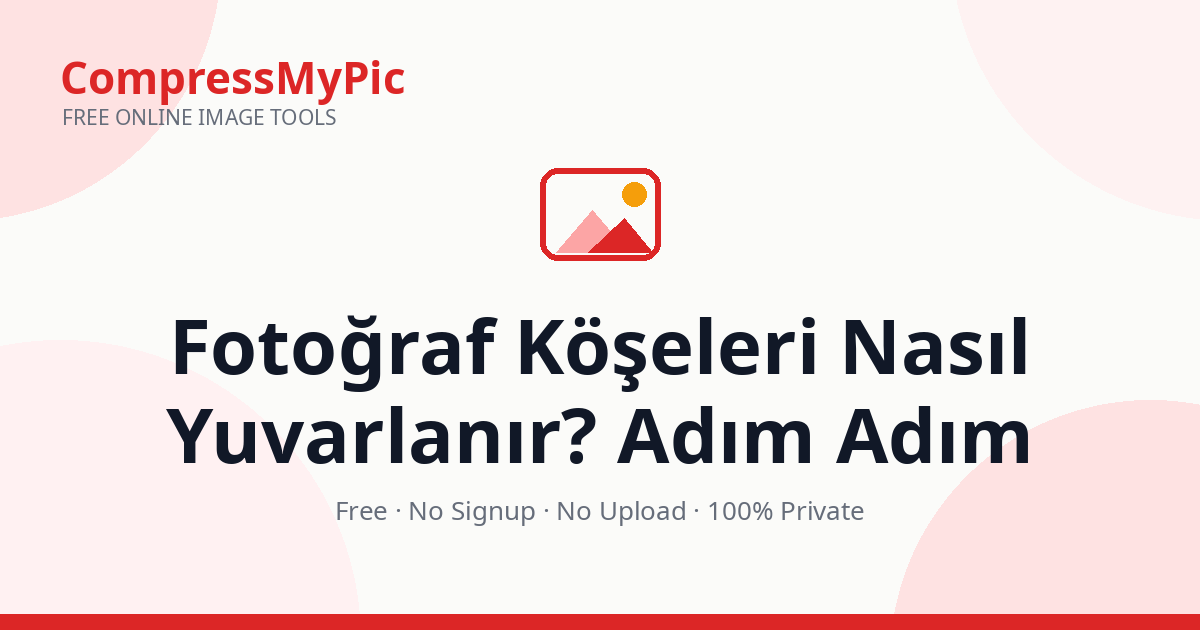 CompressMyPic
FREE ONLINE IMAGE TOOLS
Fotoğraf Köşeleri Nasıl
Yuvarlanır? Adım Adım
Free · No Signup · No Upload · 100% Private